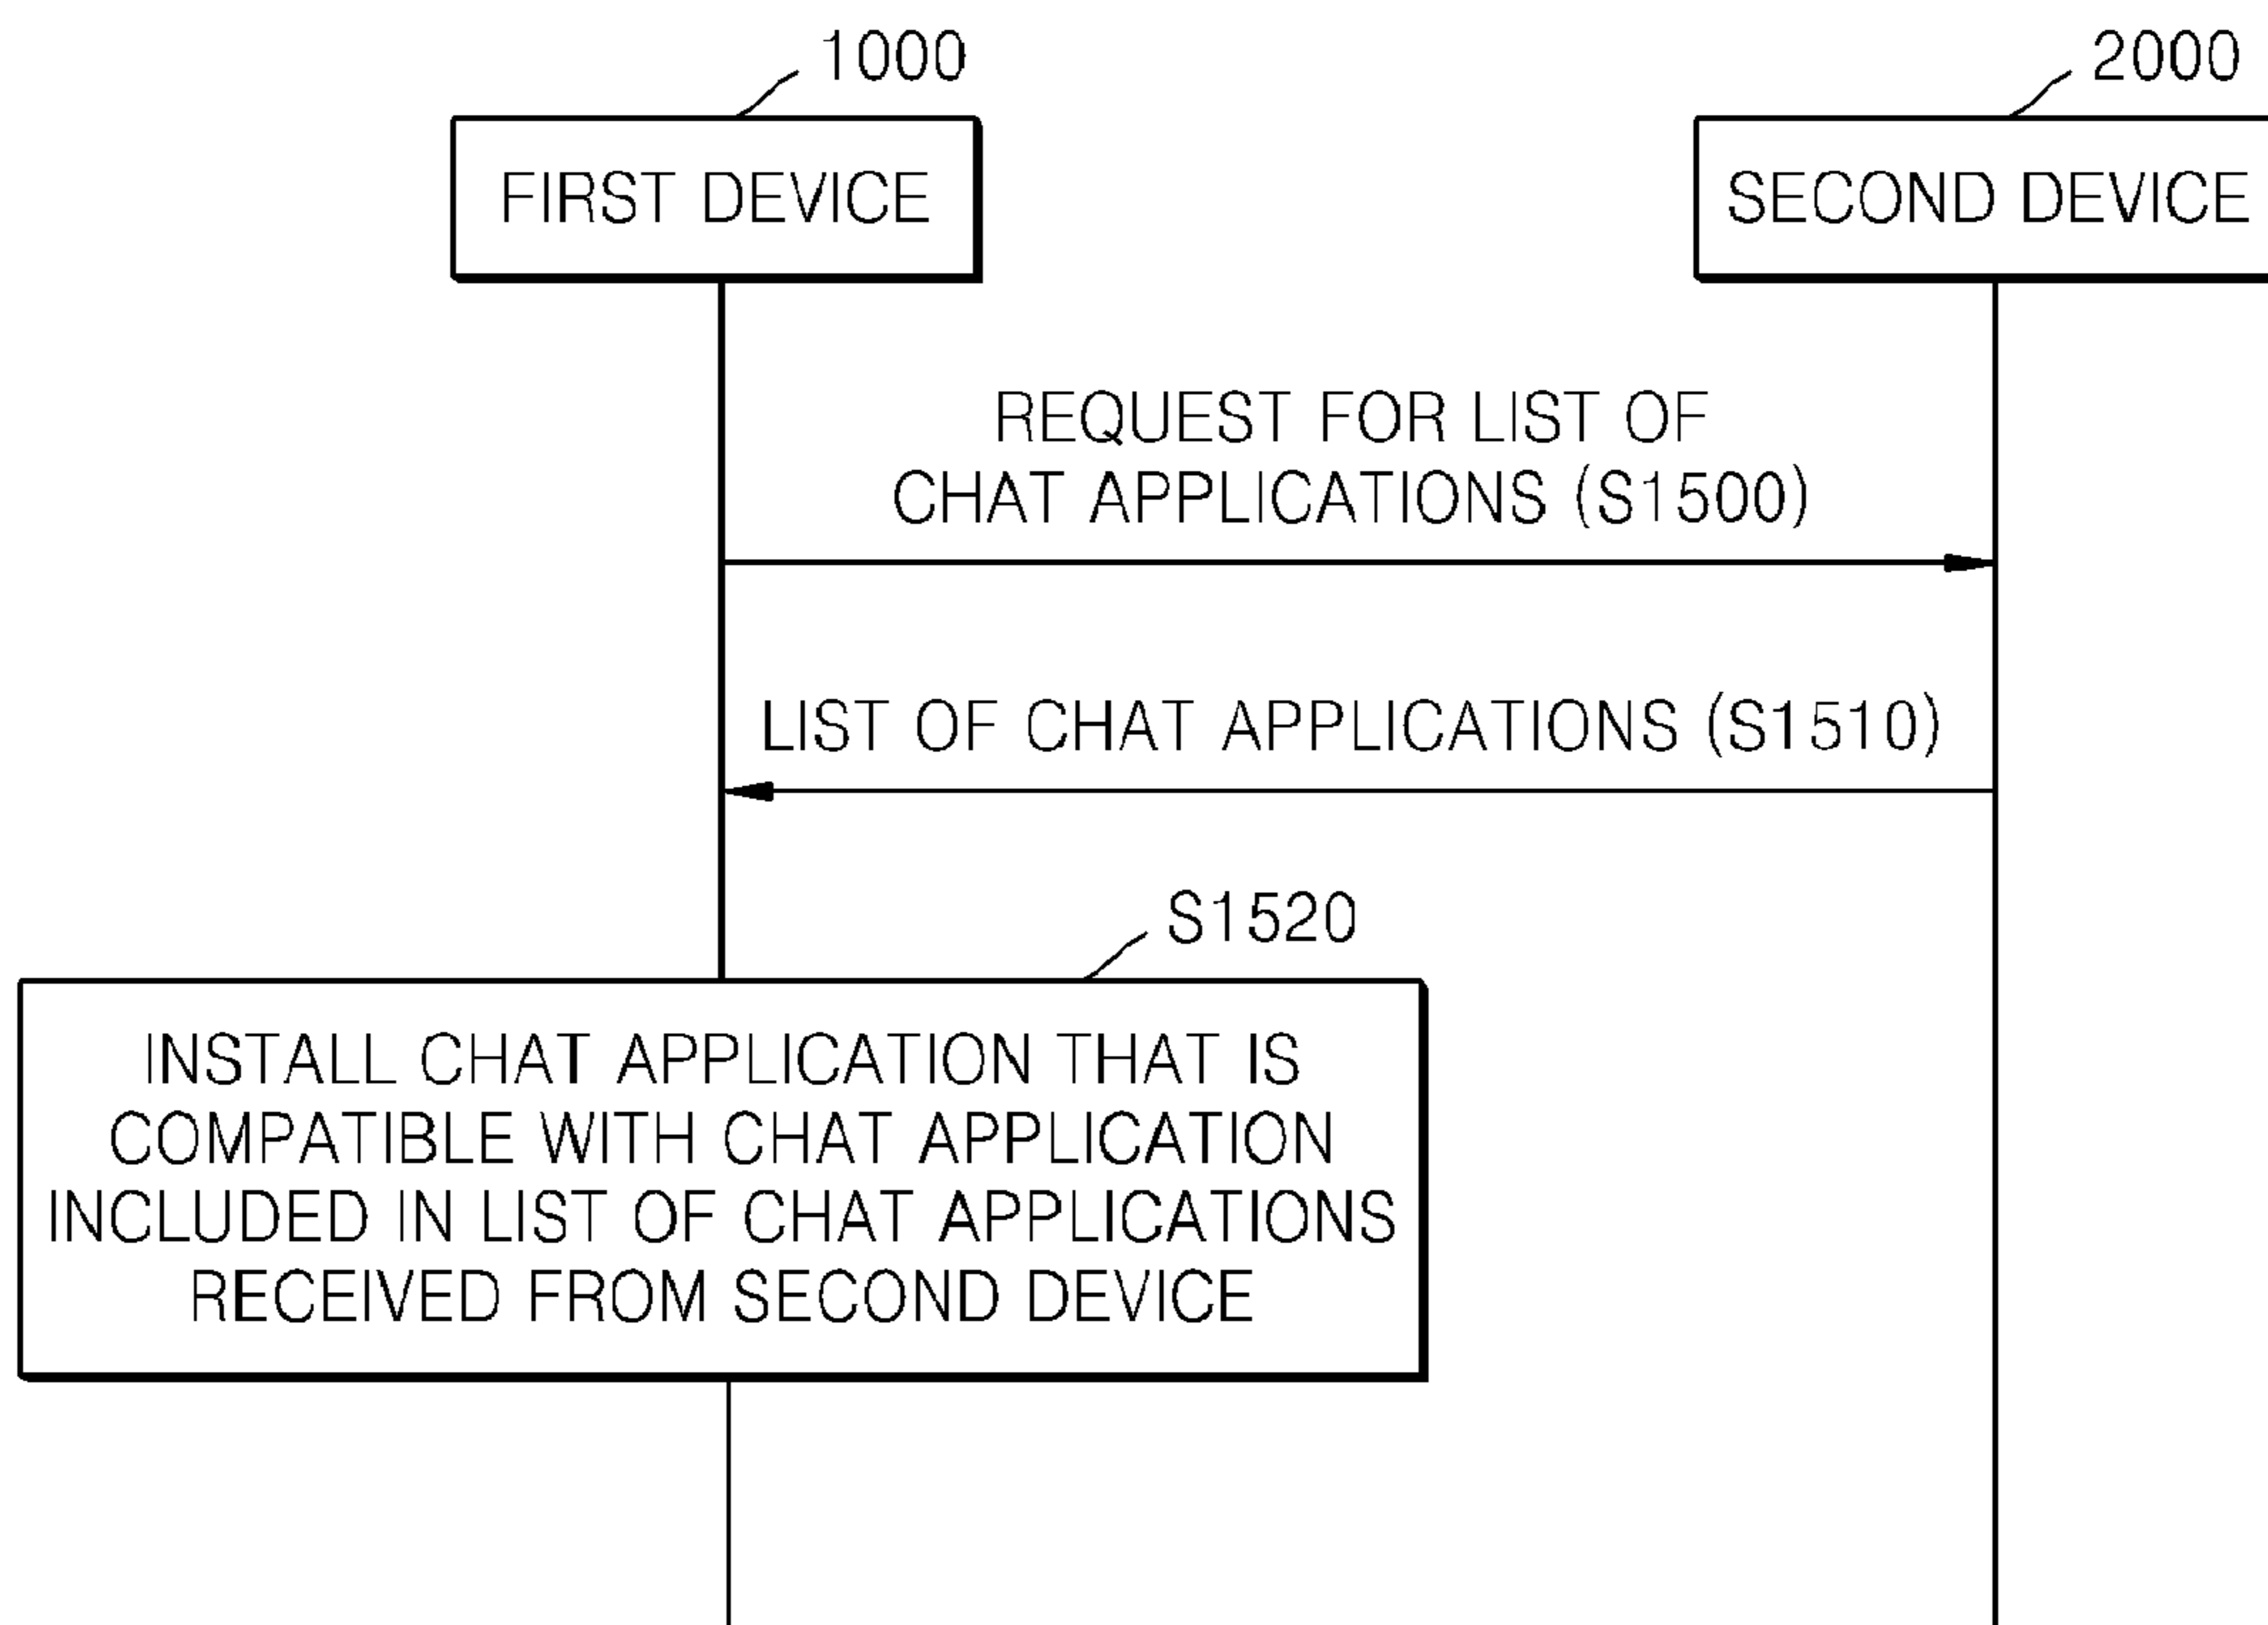 1000
2000
FIRST DEVICE
SECOND DEVICE
REQUEST FOR LIST OF
CHAT APPLICATIONS (S1500)
LIST OF CHAT APPLICATIONS (S1510)
S1520
INSTALL CHAT APPLICATION THAT IS
COMPATIBLE WITH CHAT APPLICATION
INCLUDED IN LIST OF CHAT APPLICATIONS
RECEIVED FROM SECOND DEVICE